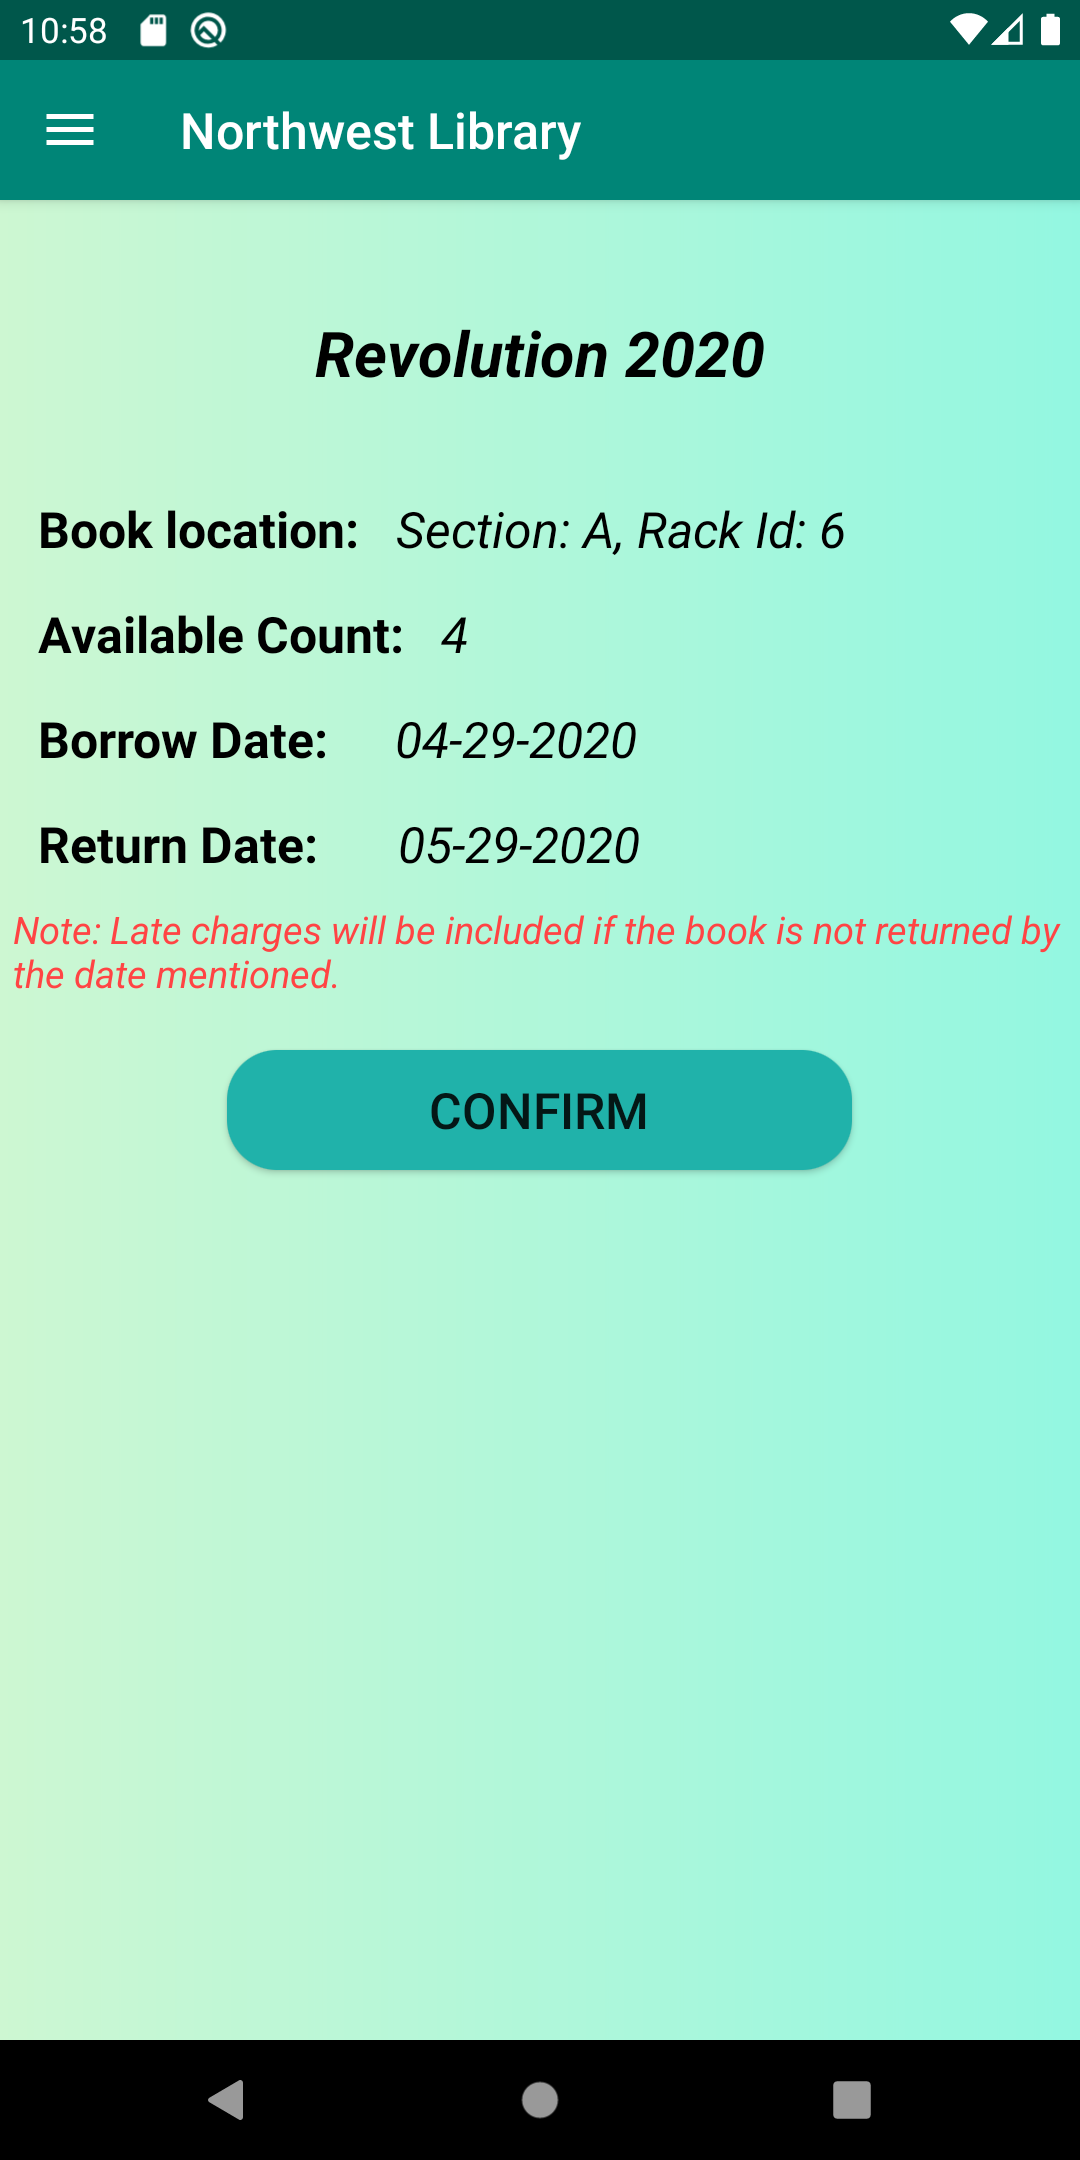 10:58
Northwest Library
Revolution 2020
Book location: Section: A, Rack Id: 6
Available Count: 4
Borrow Date: 04-29-2020
Return Date: 05-29-2020
Note: Late charges will be included if the book is not returned by
the date mentioned.
CONFIRM